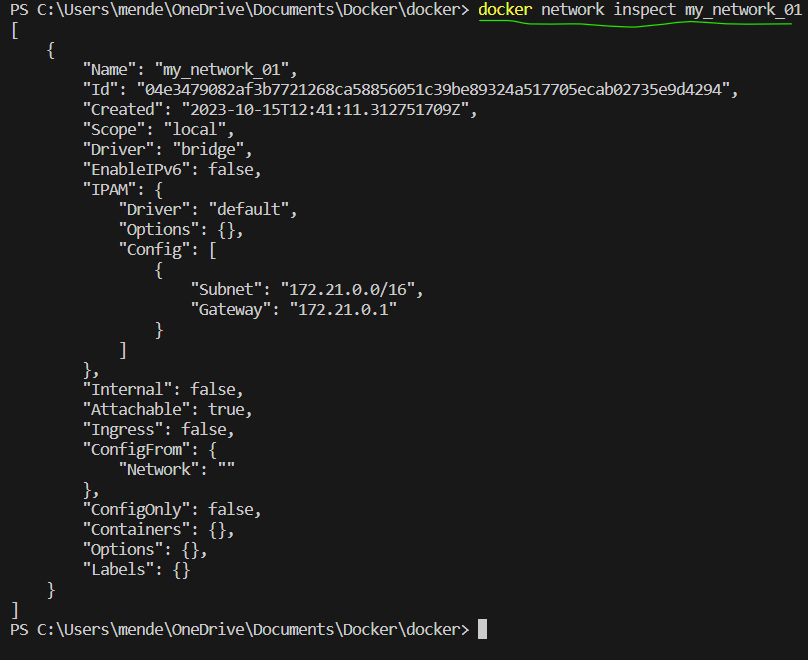 PS C:\Users\mende\OneDrive\Documents\Docker\docker> docker network inspect my_network_01
[
    {
        "Name": "my_network_01",
        "Id": "04e3479082af3b7721268ca58856051c39be89324a517705ecab02735e9d4294",
        "Created": "2023-10-15T12:41:11.312751709Z",
        "Scope": "local",
        "Driver": "bridge",
        "EnableIPv6": false,
        "IPAM": {
            "Driver": "default",
            "Options": {},
            "Config": [
                {
                    "Subnet": "172.21.0.0/16",
                    "Gateway": "172.21.0.1"
                }
            ]
        },
        "Internal": false,
        "Attachable": true,
        "Ingress": false,
        "ConfigFrom": {
            "Network": ""
        },
        "ConfigOnly": false,
        "Containers": {},
        "Options": {},
        "Labels": {}
    }
]
PS C:\Users\mende\OneDrive\Documents\Docker\docker>